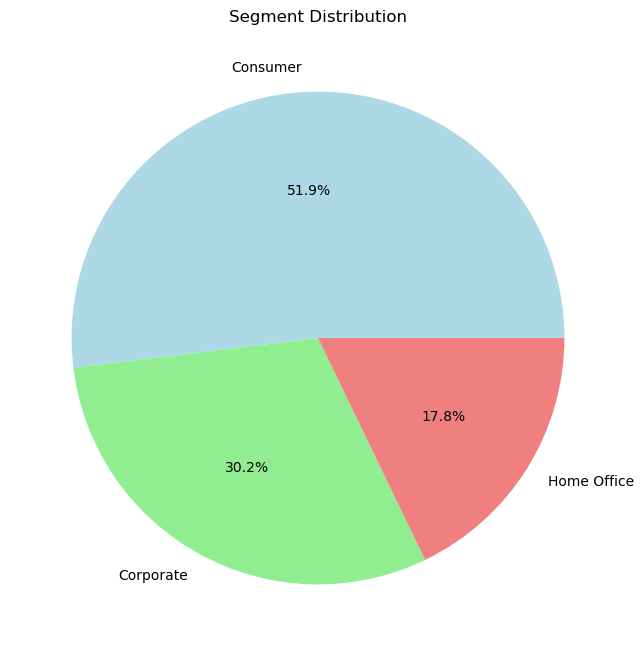 Segment Distribution
Consumer
51.9%
17.8%
30.2%
Home Office
Corporate